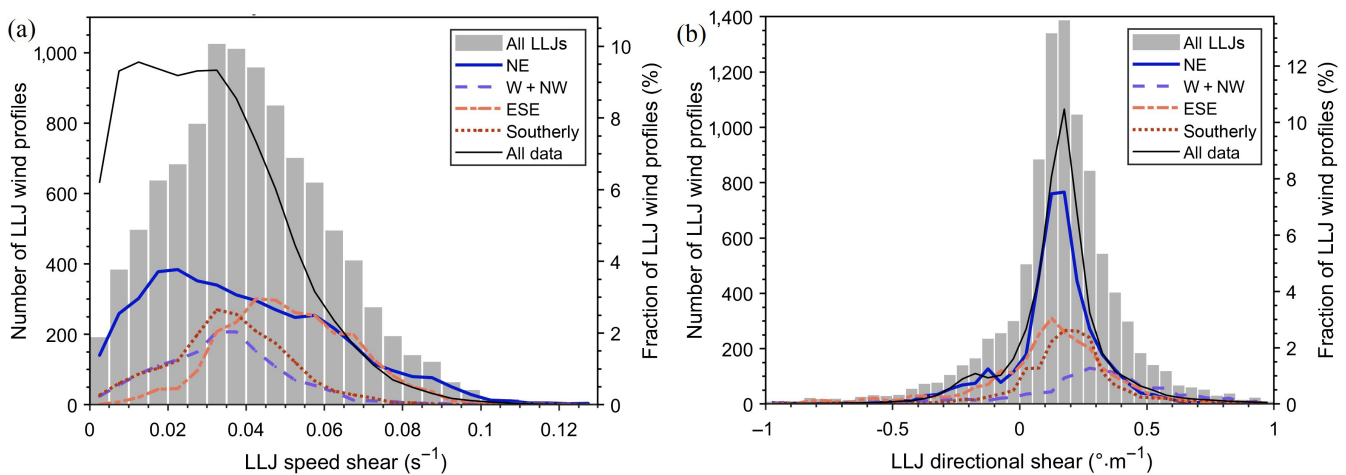 (a)
Number of LLJ wind profiles
1,000
800
600
400
200
0
0
0.02
0.04
0.06
0.08
0.1
0.12
LLJ speed shear (s⁻¹)
10
8
6
4
2
0
Fraction of LLJ wind profiles (%)
All LLJs
NE
W + NW
ESE
Southerly
All data
(b)
Number of LLJ wind profiles
1,400
1,200
1,400
1,000
800
600
400
200
0
−1
-0.5
0
0.5
1
LLJ directional shear (°·m⁻¹)
12
10
8
6
4
2
0
Fraction of LLJ wind profiles (%)
All LLJs
NE
W + NW
ESE
Southerly
All data